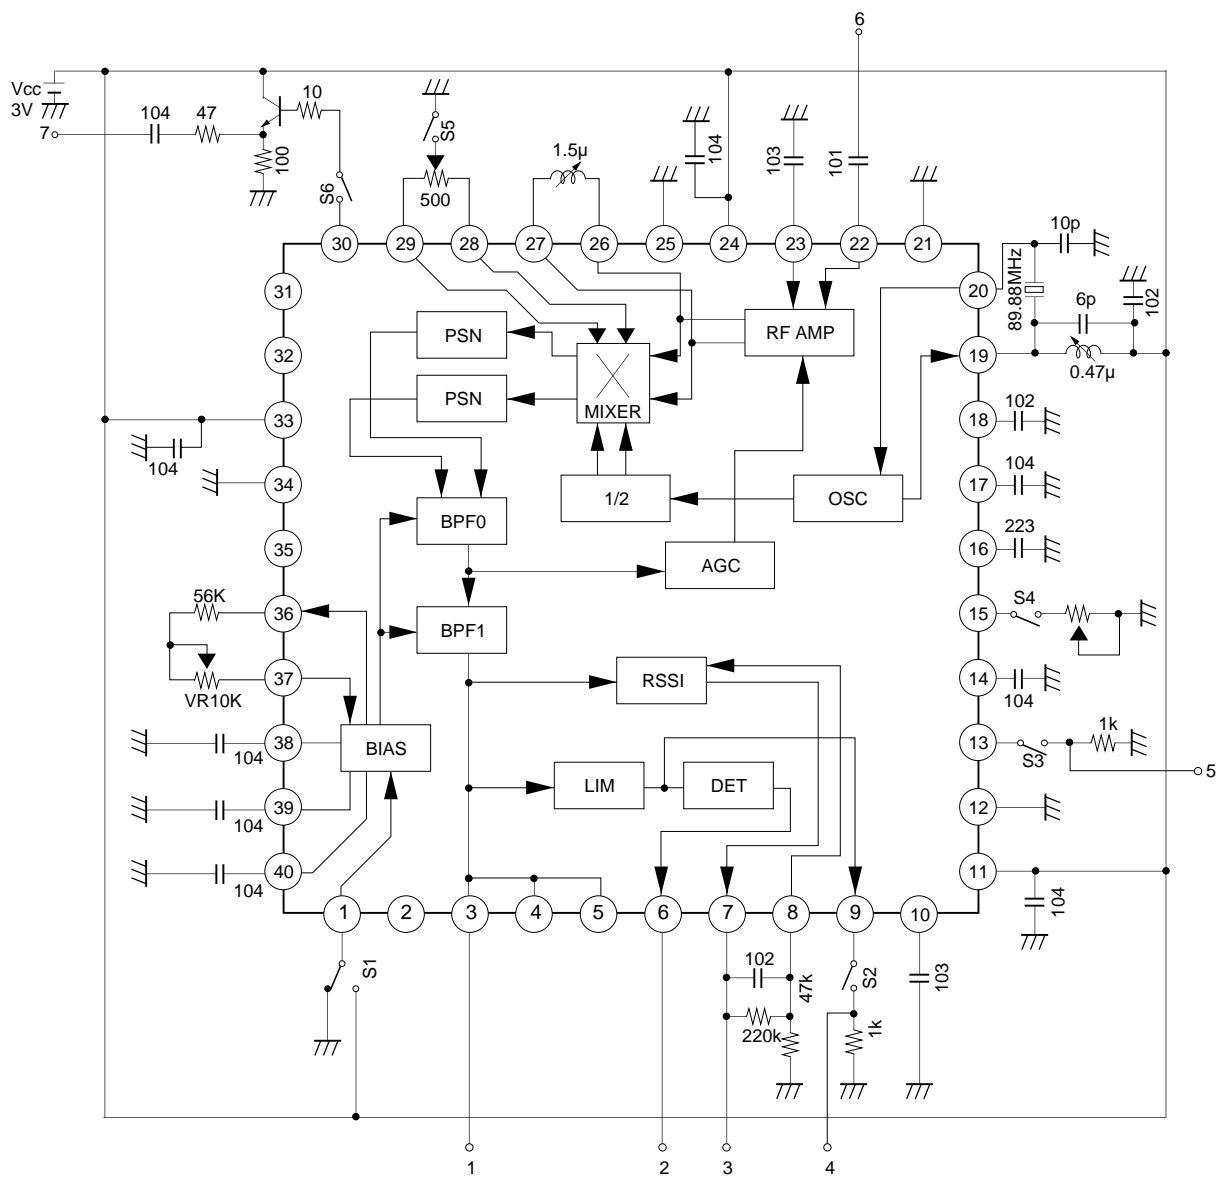 6
Vcc
3V
7
104
47
10
100
S6
S5
500
1.5µ
104
103
101
30
29
28
27
26
25
24
23
22
21
10p
89.88MHz
6p
102
0.47µ
31
32
33
34
35
36
37
38
39
40
104
56K
VR10K
104
104
104
PSN
PSN
MIXER
RF AMP
BPF0
1/2
OSC
AGC
BPF1
RSSI
BIAS
LIM
DET
20
19
18
17
16
15
14
13
12
11
102
104
223
S4
104
1k
S3
5
104
1
2
3
4
5
6
7
8
9
10
S1
102
47k
220k
S2
1k
103
1
2
3
4